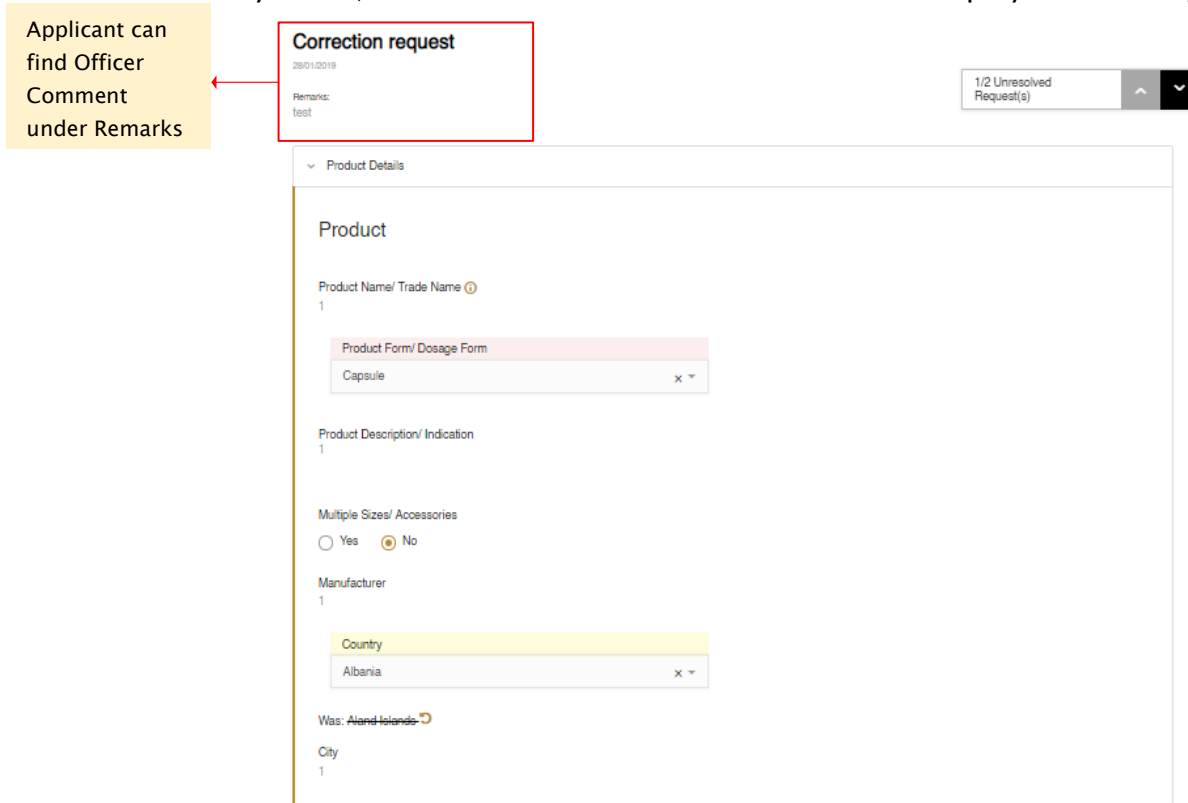 Applicant can
find Officer
Comment
under Remarks
Correction request
28/01/2019
Remarks:
test
1/2 Unresolved
Request(s)
Product Details
Product
Product Name/ Trade Name
1
Product Form/ Dosage Form
Capsule
Product Description/ Indication
1
Multiple Sizes/ Accessories
Yes No
Manufacturer
1
Country
Albania
Was: Aland Islands
City
1